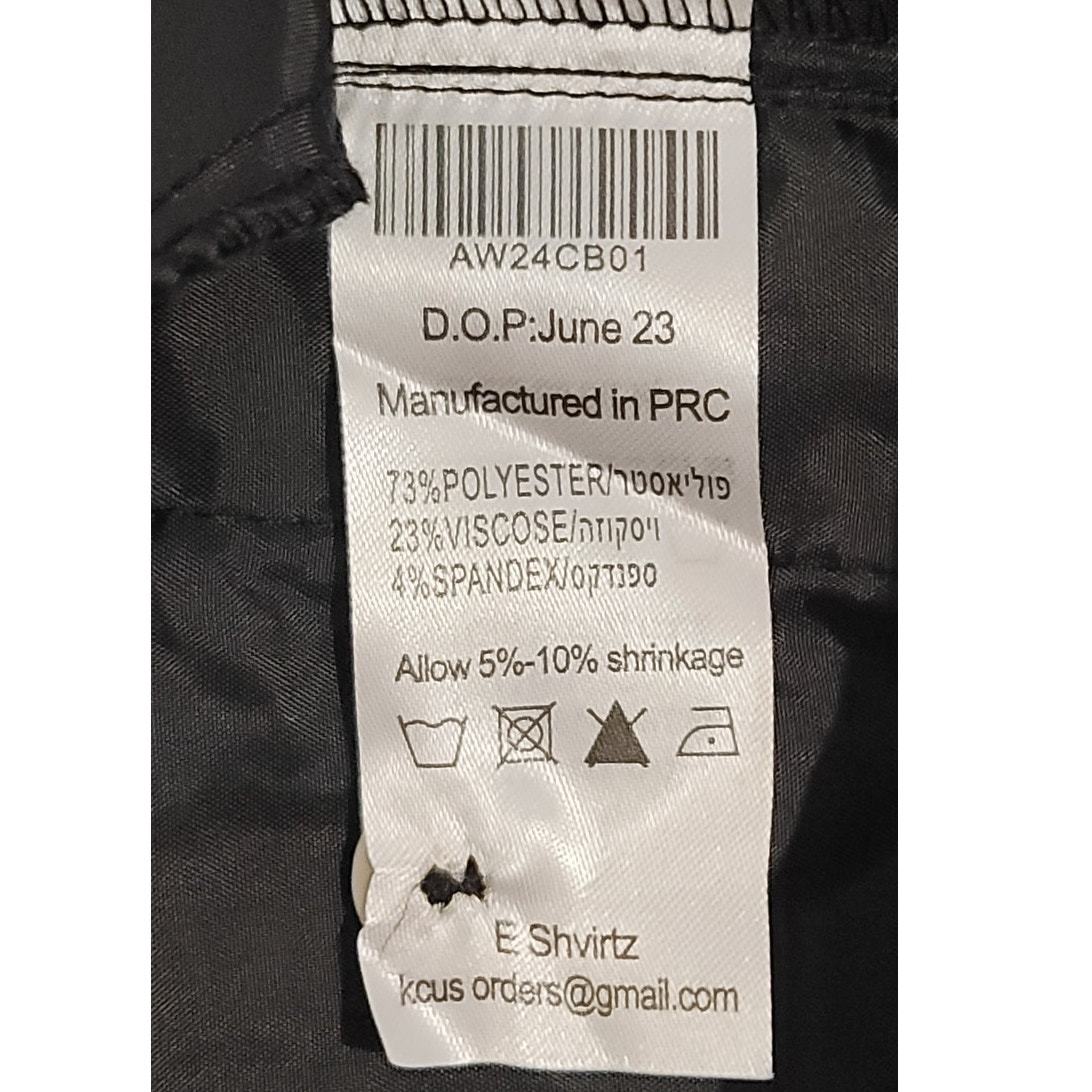 AW24CB01
D.O.P:June 23
Manufactured in PRC
73%POLYESTER/פוליאסטר
23%VISCOSE/ויסקוזה
4%SPANDEX/ספנדקס
Allow 5%-10% shrinkage
E Shvirtz
kcus orders@gmail.com